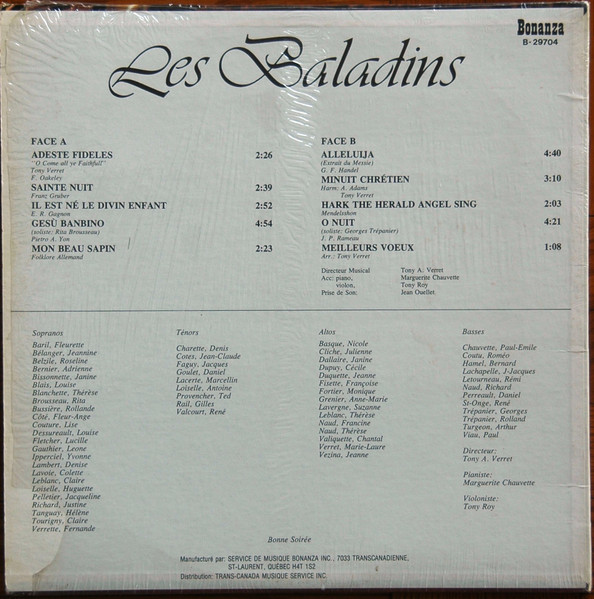 Bonanza
B-29704
Les Baladins
FACE A
ADESTE FIDELES 2:26
"O Come all ye Faithfull"
Tony Verret
F. Oakeley
SAINTE NUIT 2:39
Franz Gruber
IL EST NÉ LE DIVIN ENFANT 2:52
E. R. Gagnon
GESÙ BANBINO 4:54
(soliste: Rita Brousseau)
Pietro A. Yon
MON BEAU SAPIN 2:23
Folklore Allemand
FACE B
ALLELUIJA 4:40
(Extrait du Messie)
G. F. Handel
MINUIT CHRÉTIEN 3:10
Harm: A. Adams
Tony Verret
HARK THE HERALD ANGEL SING 2:03
Mendelsshon
O NUIT 4:21
(soliste: Georges Trépanier)
J. P. Rameau
MEILLEURS VOEUX 1:08
Arr.: Tony Verret
Directeur Musical Tony A. Verret
Acc: piano, Marguerite Chauvette
violon, Tony Roy
Prise de Son: Jean Ouellet
Sopranos
Baril, Fleurette
Bélanger, Jeannine
Belzile, Roseline
Bernier, Adrienne
Bissonnette, Janine
Blais, Louise
Blanchette, Thérèse
Brousseau, Rita
Bussière, Rollande
Côté, Fleur-Ange
Couture, Lise
Dessureault, Louise
Fletcher, Lucille
Gauthier, Leone
Ipperciel, Yvonne
Lambert, Denise
Lavoie, Colette
Leblanc, Claire
Loiselle, Huguette
Pelletier, Jacqueline
Richard, Justine
Tanguay, Hélène
Tourigny, Claire
Verrette, Fernande
Ténors
Charette, Denis
Cotes, Jean-Claude
Faguy, Jacques
Goulet, Daniel
Lacerte, Marcellin
Loiselle, Antoine
Provencher, Ted
Rail, Gilles
Valcourt, René
Altos
Basque, Nicole
Cliche, Julienne
Dallaire, Janine
Dupuy, Cécile
Duquette, Jeanne
Fisette, Françoise
Fortier, Monique
Grenier, Anne-Marie
Lavergne, Suzanne
Leblanc, Thérèse
Naud, Francine
Naud, Thérèse
Valiquette, Chantal
Verret, Marie-Laure
Vezina, Jeanne
Basses
Chauvette, Paul-Emile
Coutu, Roméo
Hamel, Bernard
Lachapelle, J-Jacques
Letourneau, Rémi
Naud, Richard
Perreault, Daniel
St-Onge, René
Trépanier, Georges
Trépanier, Rolland
Turgeon, Arthur
Viau, Paul
Directeur:
Tony A. Verret
Pianiste:
Marguerite Chauvette
Violoniste:
Tony Roy
Bonne Soirée
Manufacturé par: SERVICE DE MUSIQUE BONANZA INC., 7033 TRANSCANADIENNE,
ST-LAURENT, QUÉBEC H4T 1S2
Distribution: TRANS-CANADA MUSIQUE SERVICE INC.